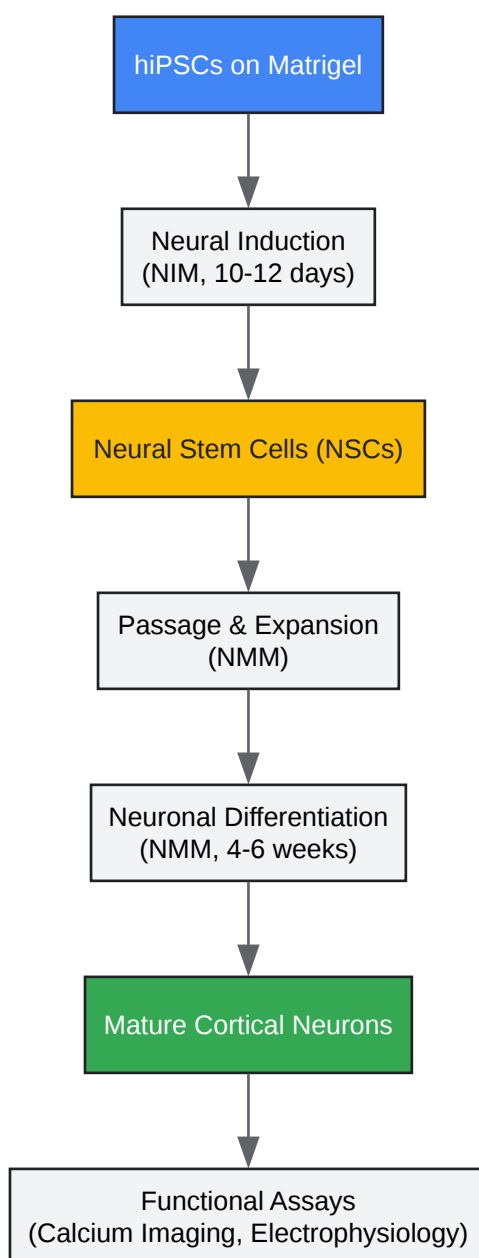 hiPSCs on Matrigel
Neural Induction
(NIM, 10-12 days)
Neural Stem Cells (NSCs)
Passage & Expansion
(NMM)
Neuronal Differentiation
(NMM, 4-6 weeks)
Mature Cortical Neurons
Functional Assays
(Calcium Imaging, Electrophysiology)